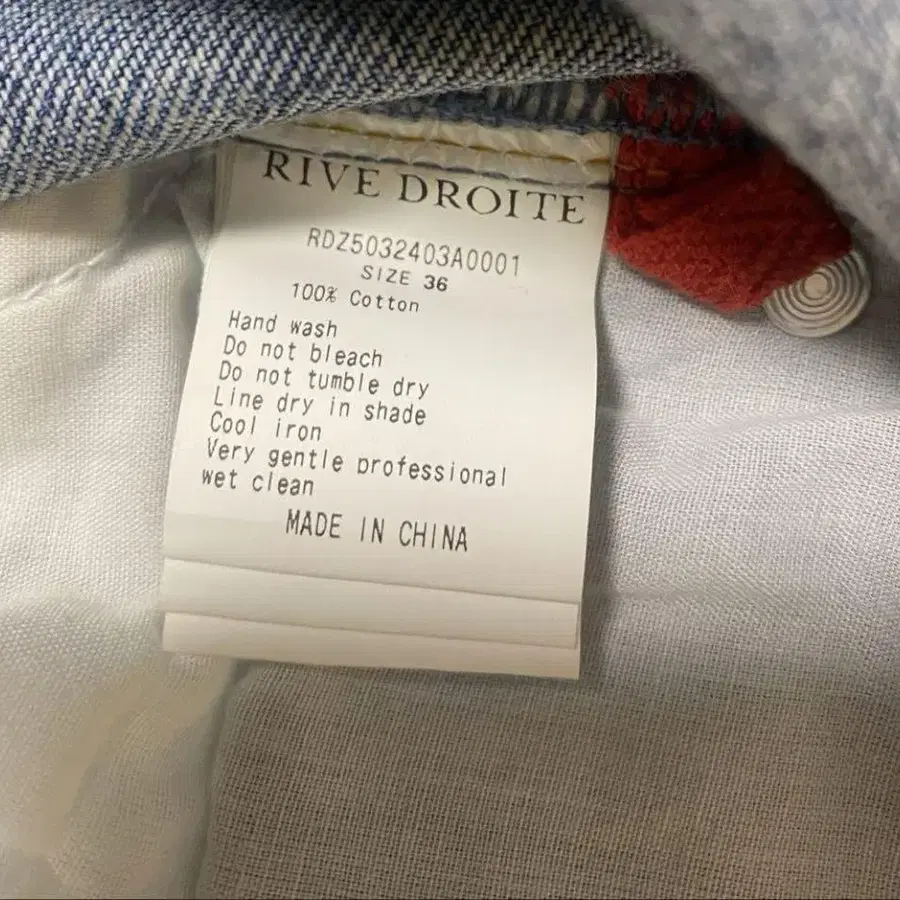 RIVE DROITE
RDZ5032403A0001
SIZE 36
100% Cotton
Hand wash
Do not bleach
Do not tumble dry
Line dry in shade
Cool iron
Very gentle professional
wet clean
MADE IN CHINA